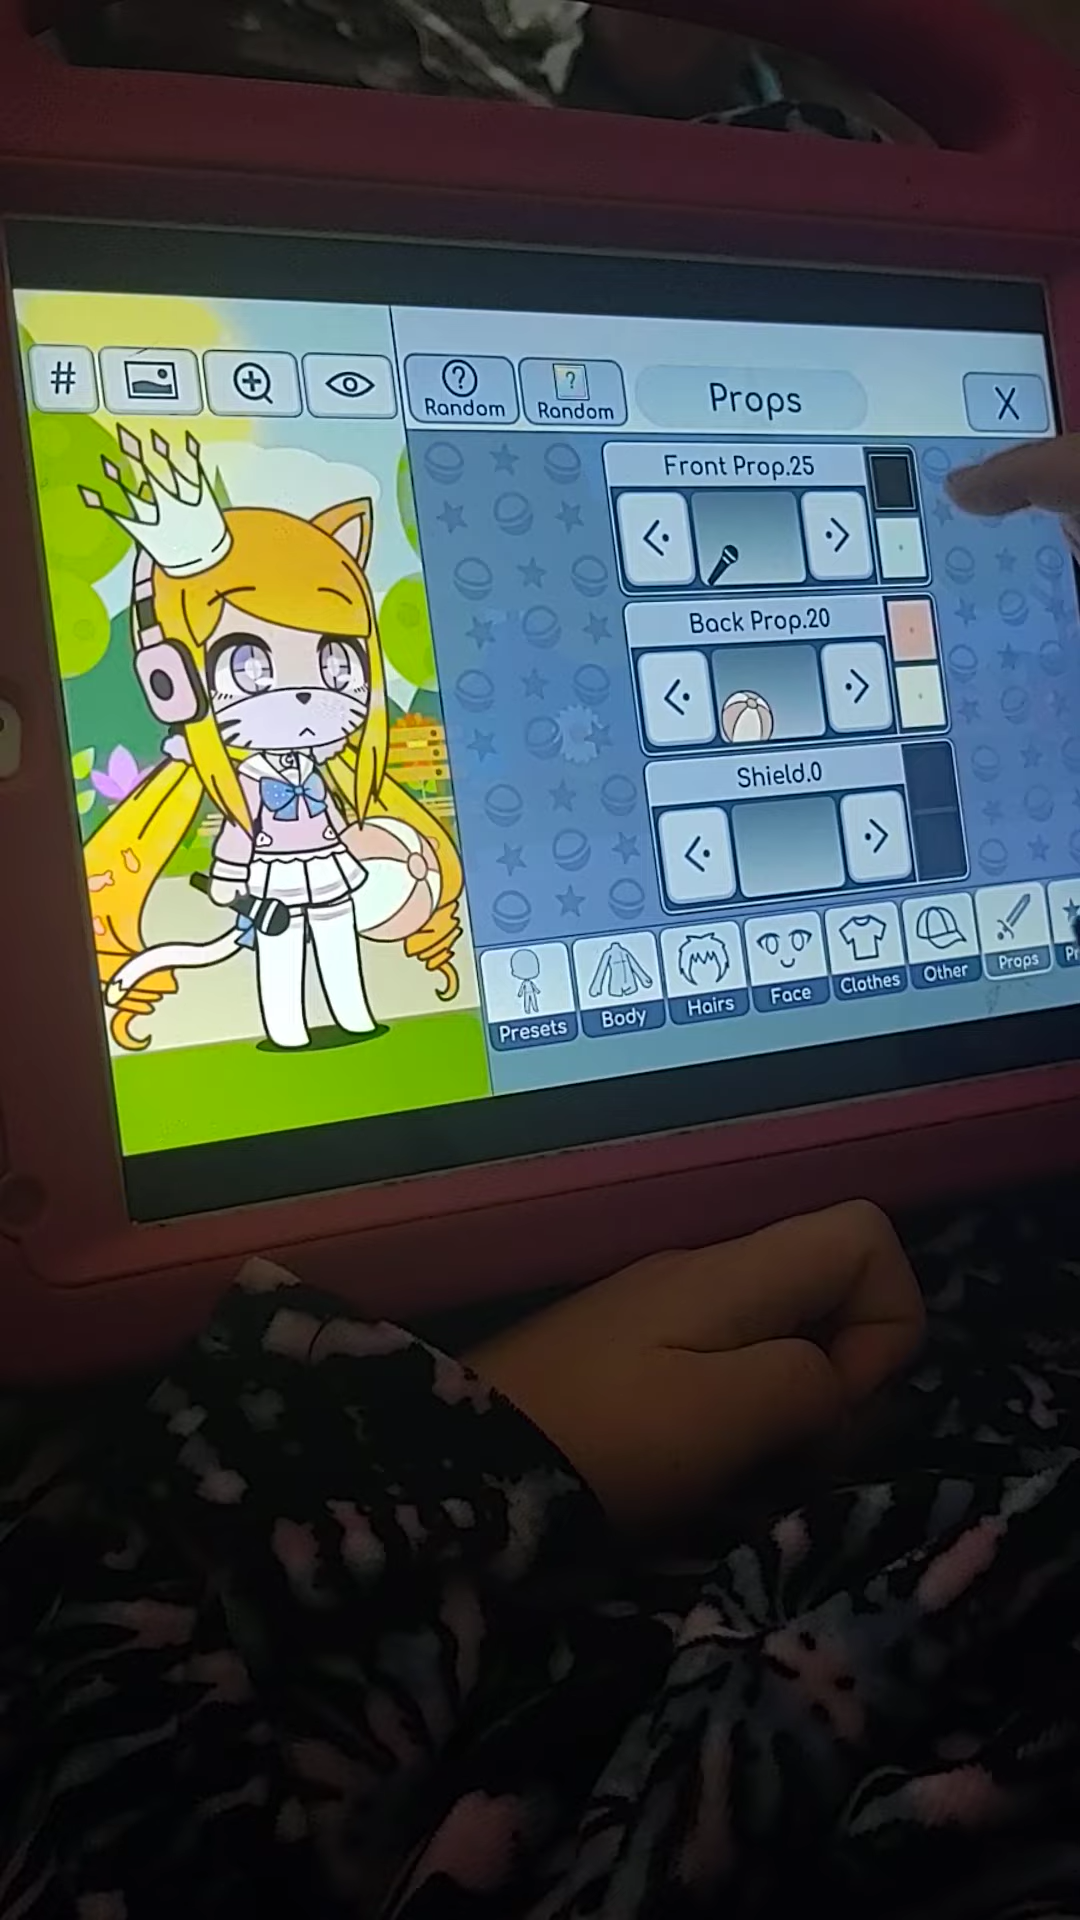 #
? Random
? Random
Props
X
Front Prop.25
Back Prop.20
Shield.0
Presets
Body
Hairs
Face
Clothes
Other
Props